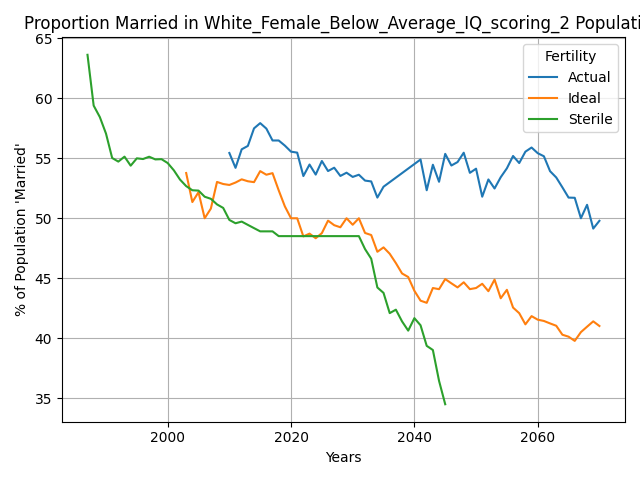 Proportion Married in White_Female_Below_Average_IQ_scoring_2 Populati
65
60
55
50
45
40
35
% of Population 'Married'
Fertility
Actual
Ideal
Sterile
2000
2020
2040
2060
Years